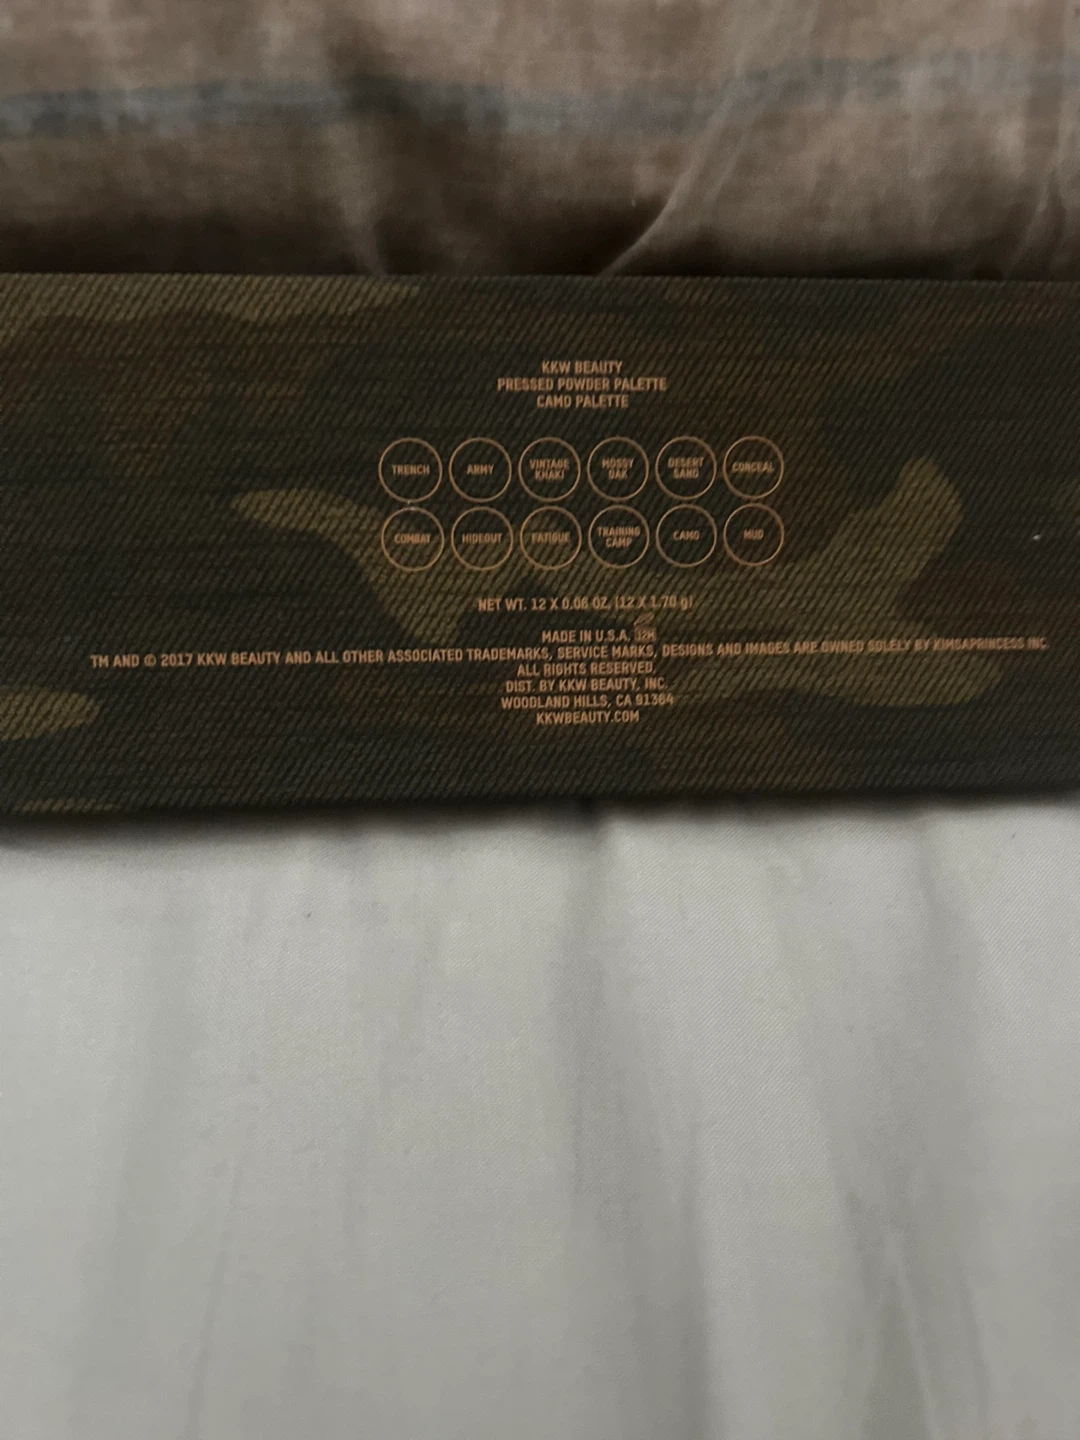 KKW BEAUTY
PRESSED POWDER PALETTE
CAMO PALETTE
TRENCH ARMY VINTAGE KHAKI MOSSY OAK DESERT SAND CONCEAL
COMBAT HIDEOUT FATIGUE TRAINING CAMP CAMO MUD
NET WT. 12 X 0.06 OZ. (12 X 1.70 g)
MADE IN U.S.A. 12M
TM AND © 2017 KKW BEAUTY AND ALL OTHER ASSOCIATED TRADEMARKS, SERVICE MARKS, DESIGNS AND IMAGES ARE OWNED SOLELY BY KIMSAPRINCESS INC.
ALL RIGHTS RESERVED.
DIST. BY KKW BEAUTY, INC.
WOODLAND HILLS, CA 91364
KKWBEAUTY.COM